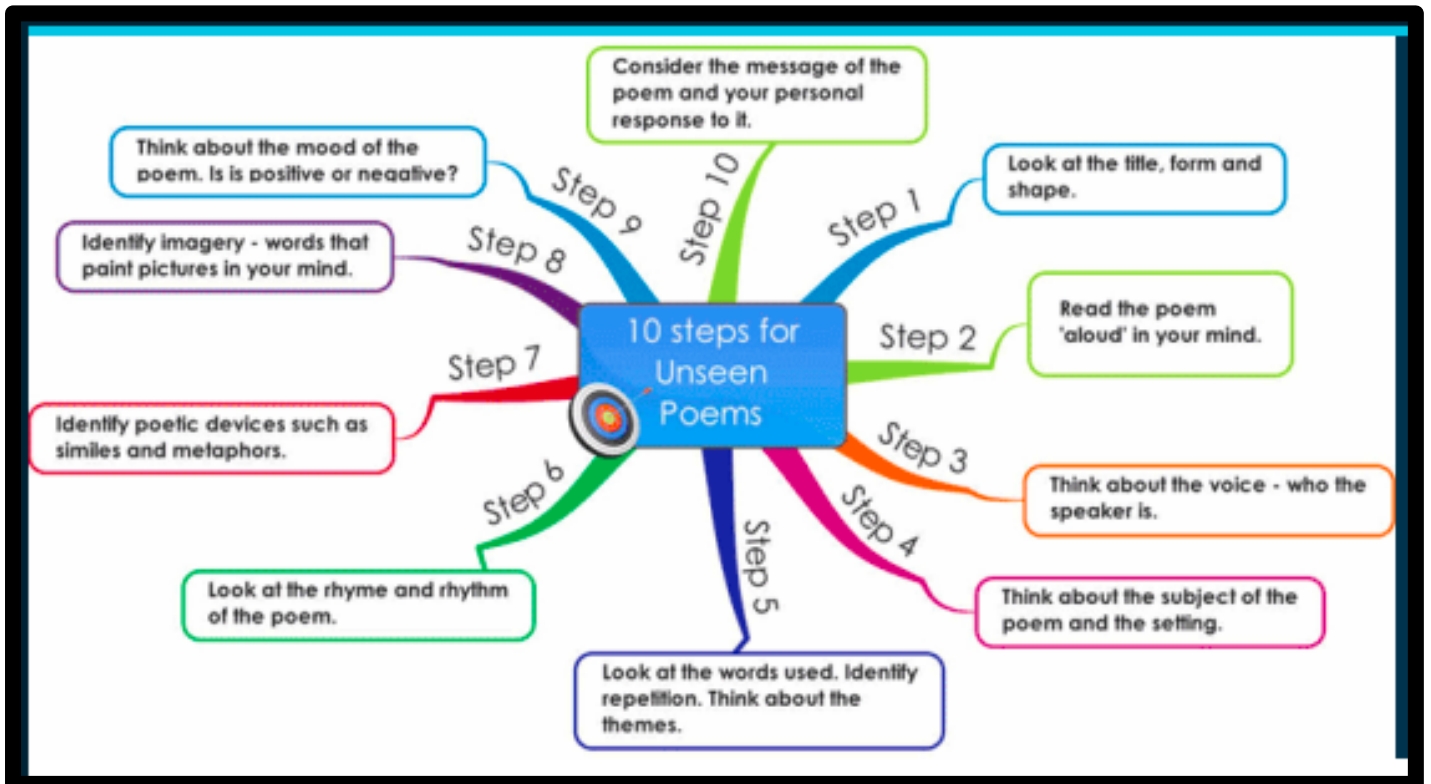 10 steps for
Unseen
Poems
Step 1
Look at the title, form and
shape.
Step 2
Read the poem
'aloud' in your mind.
Step 3
Think about the voice - who the
speaker is.
Step 4
Think about the subject of the
poem and the setting.
Step 5
Look at the words used. Identify
repetition. Think about the
themes.
Step 6
Look at the rhyme and rhythm
of the poem.
Step 7
Identify poetic devices such as
similes and metaphors.
Step 8
Identify imagery - words that
paint pictures in your mind.
Step 9
Think about the mood of the
poem. Is is positive or negative?
Step 10
Consider the message of the
poem and your personal
response to it.